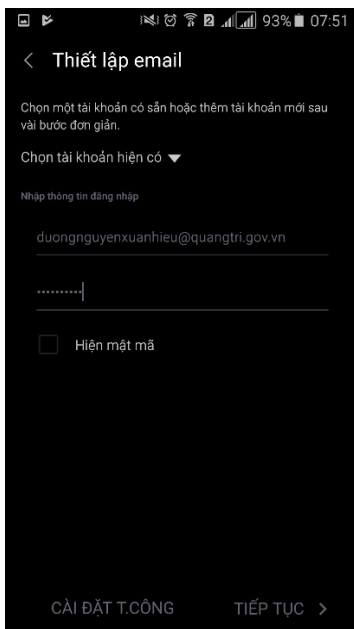 2 93% 07:51
Thiết lập email
Chọn một tài khoản có sẵn hoặc thêm tài khoản mới sau
vài bước đơn giản.
Chọn tài khoản hiện có
Nhập thông tin đăng nhập
duongnguyenxuanhieu@quangtri.gov.vn
··········
Hiện mật mã
CÀI ĐẶT T.CÔNG TIẾP TỤC